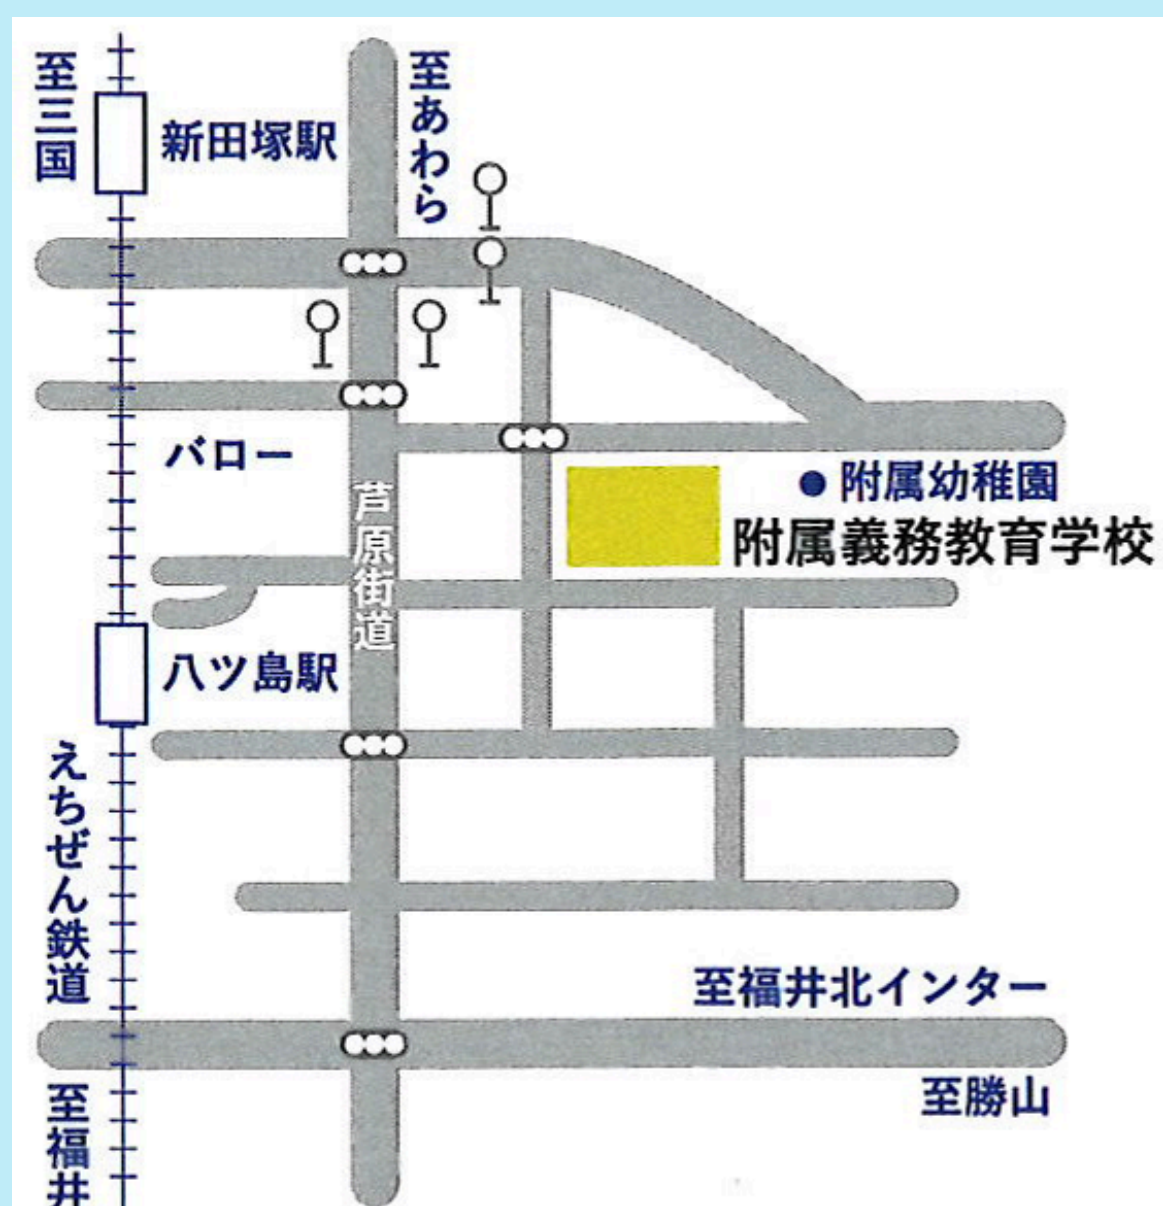 至三国
新田塚駅
至あわら
バロー
芦原街道
附属幼稚園
附属義務教育学校
八ツ島駅
えちぜん鉄道
至福井北インター
至勝山
至福井